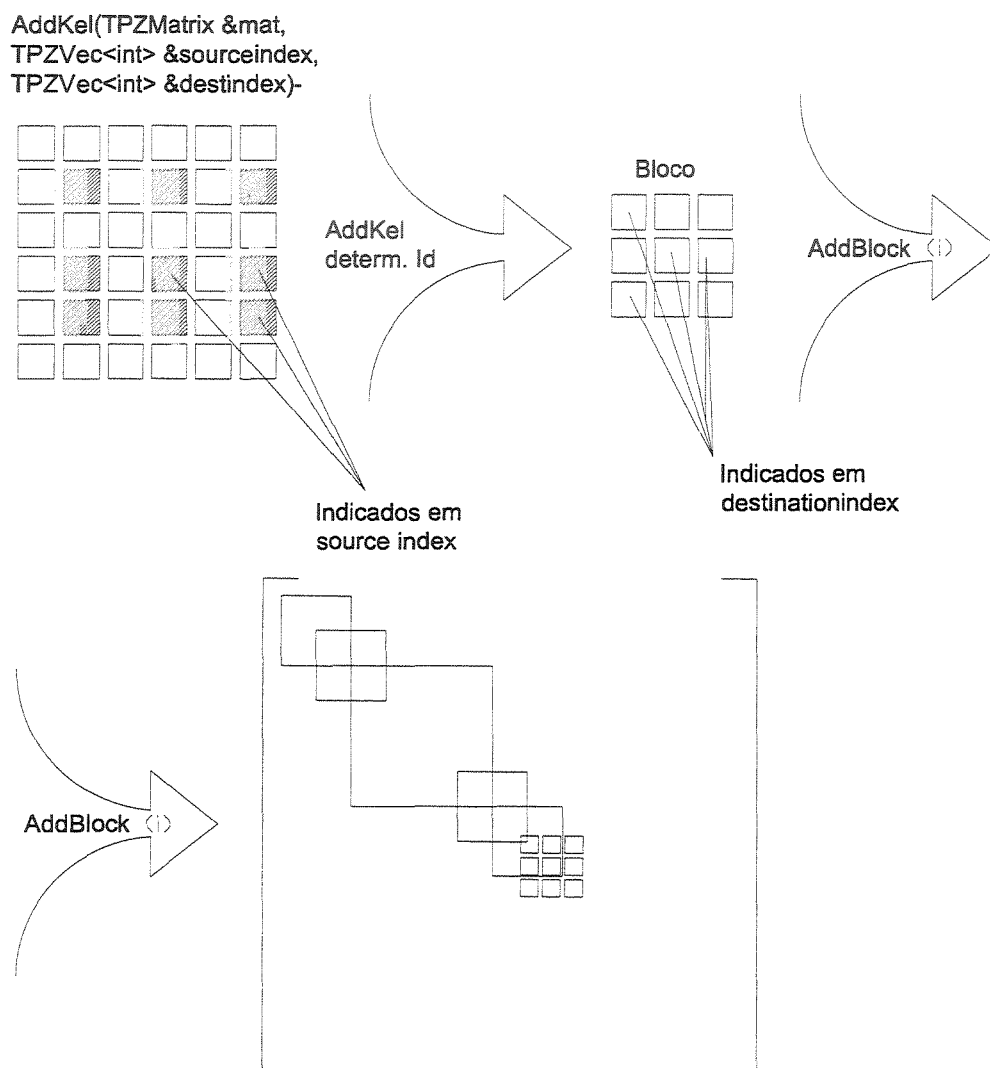 AddKel(TPZMatrix &mat,
TPZVec<int> &sourceindex,
TPZVec<int> &destindex)-
AddKel
determ. Id
Bloco
AddBlock (i)
Indicados em
source index
Indicados em
destinationindex
AddBlock (i)